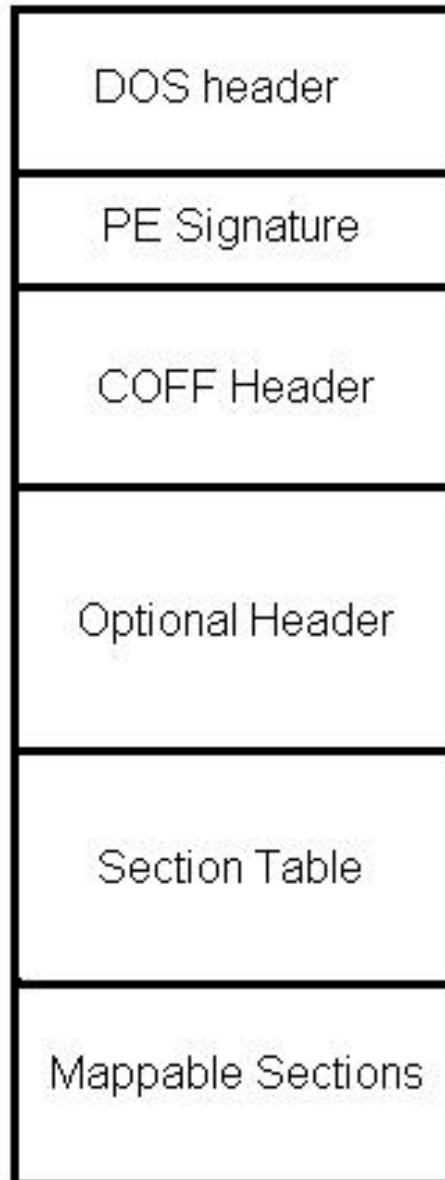 DOS header
PE Signature
COFF Header
Optional Header
Section Table
Mappable Sections